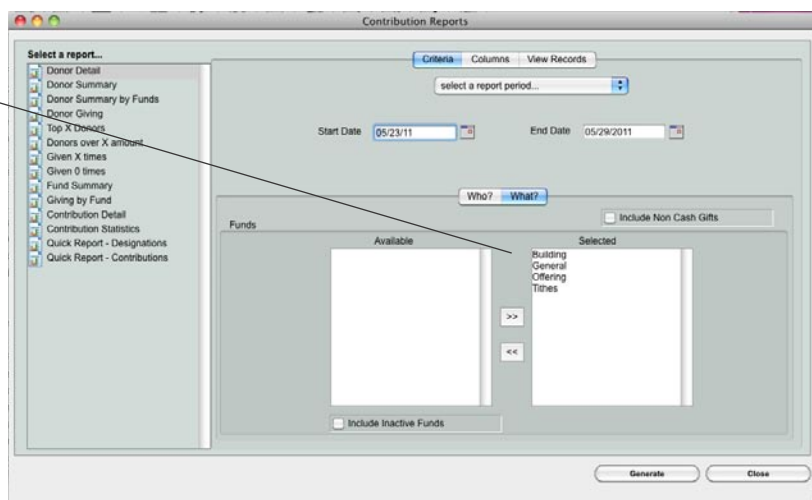 Contribution Reports
Select a report...
Donor Detail
Donor Summary
Donor Summary by Funds
Donor Giving
Top X Donors
Donors over X amount
Given X times
Given 0 times
Fund Summary
Giving by Fund
Contribution Detail
Contribution Statistics
Quick Report - Designations
Quick Report - Contributions
Criteria Columns View Records
select a report period...
Start Date 05/23/11 End Date 05/29/2011
Who? What?
Include Non Cash Gifts
Funds
Available Selected
Building
General
Offering
Tithes
>>
<<
Include Inactive Funds
Generate Close